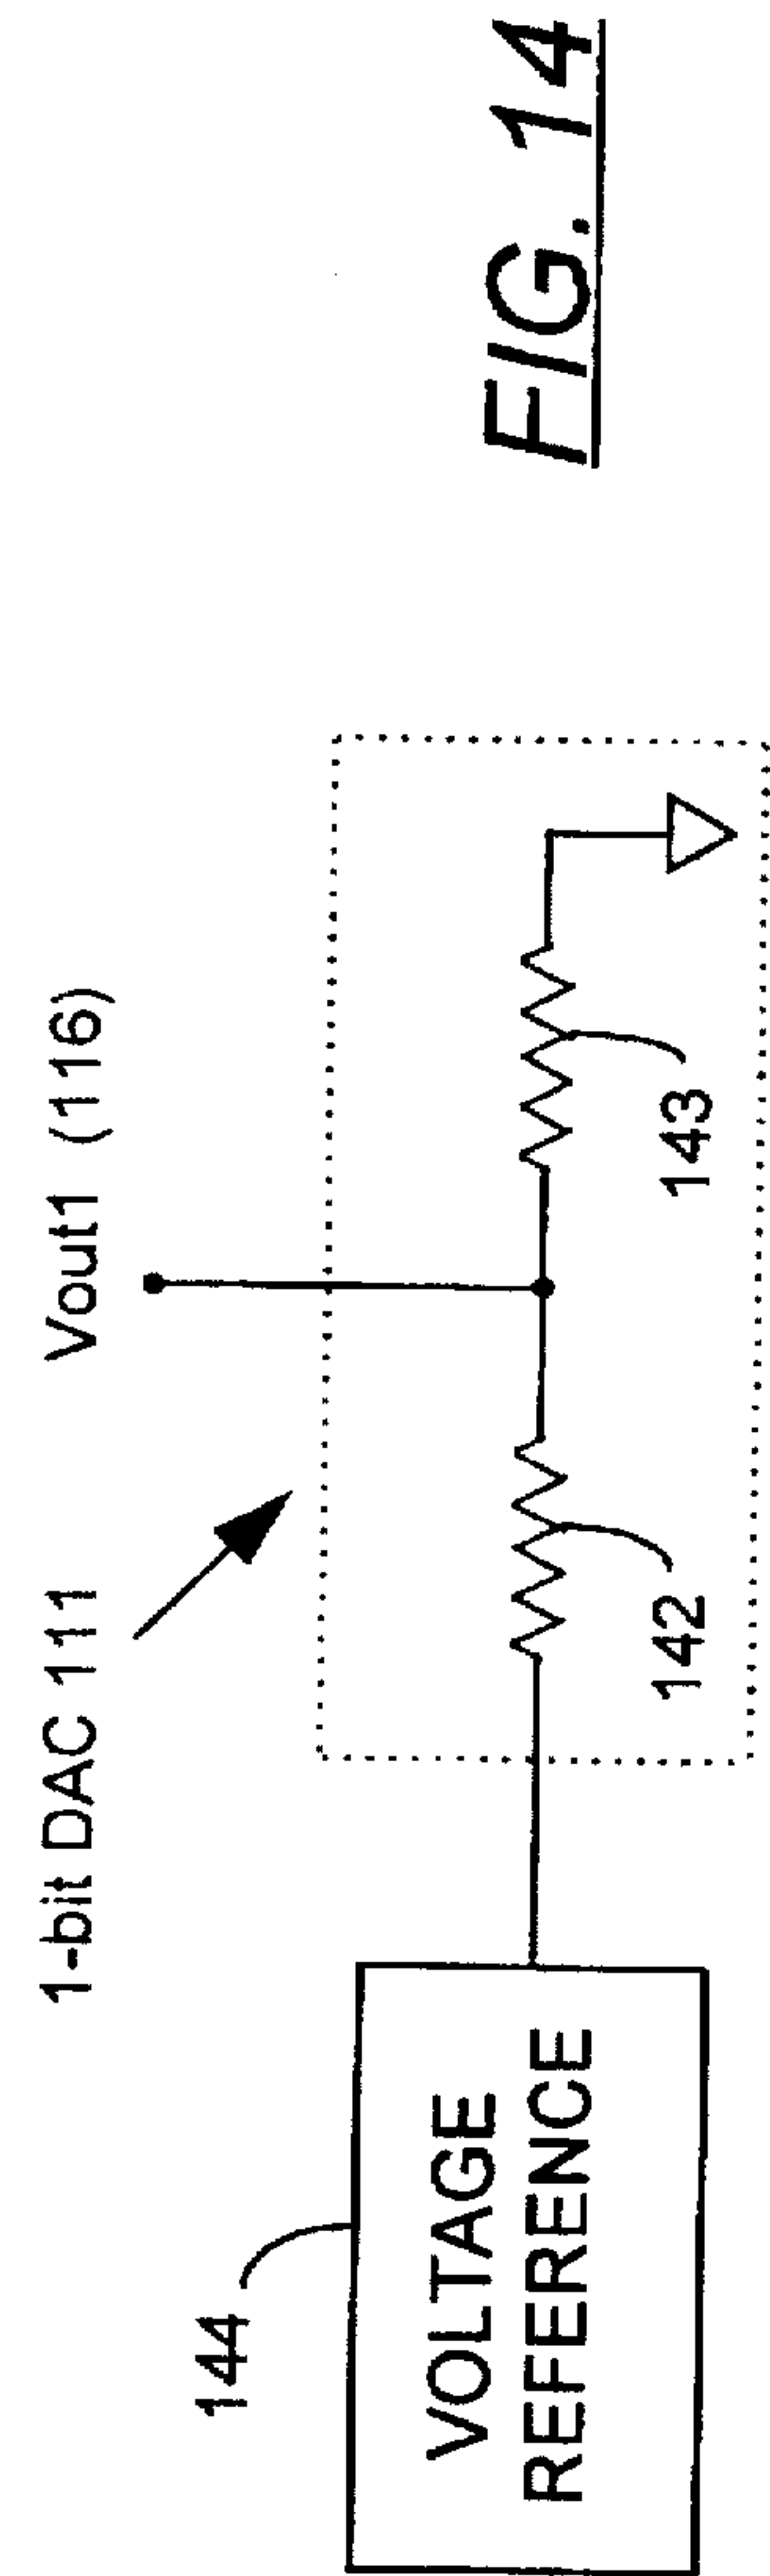 1-bit DAC 111
Vout1 (116)
144
VOLTAGE
REFERENCE
142
143
FIG. 14